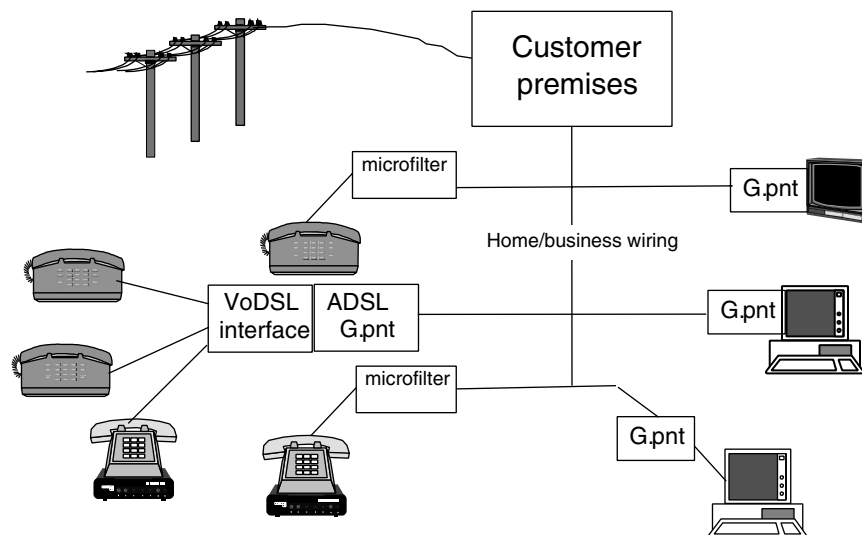 Customer
premises
microfilter
G.pnt
Home/business wiring
VoDSL
interface
ADSL
G.pnt
G.pnt
microfilter
G.pnt